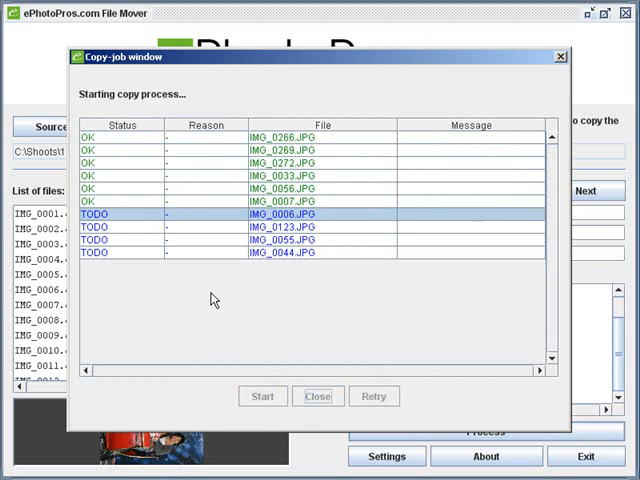 ePhotoPros.com File Mover
Copy-job window
Starting copy process...
o copy the
Source
C:\Shoots\1
List of files:
Next
Status Reason File Message
OK - IMG_0266.JPG
OK - IMG_0269.JPG
OK - IMG_0272.JPG
OK - IMG_0033.JPG
OK - IMG_0056.JPG
OK - IMG_0007.JPG
TODO - IMG_0006.JPG
TODO - IMG_0123.JPG
TODO - IMG_0055.JPG
TODO - IMG_0044.JPG
IMG_0001.
IMG_0002.
IMG_0003.
IMG_0004.
IMG_0005.
IMG_0006.
IMG_0007.
IMG_0008.
IMG_0009.
IMG_0010.
IMG_0011.
Start Close Retry
Process
Settings About Exit